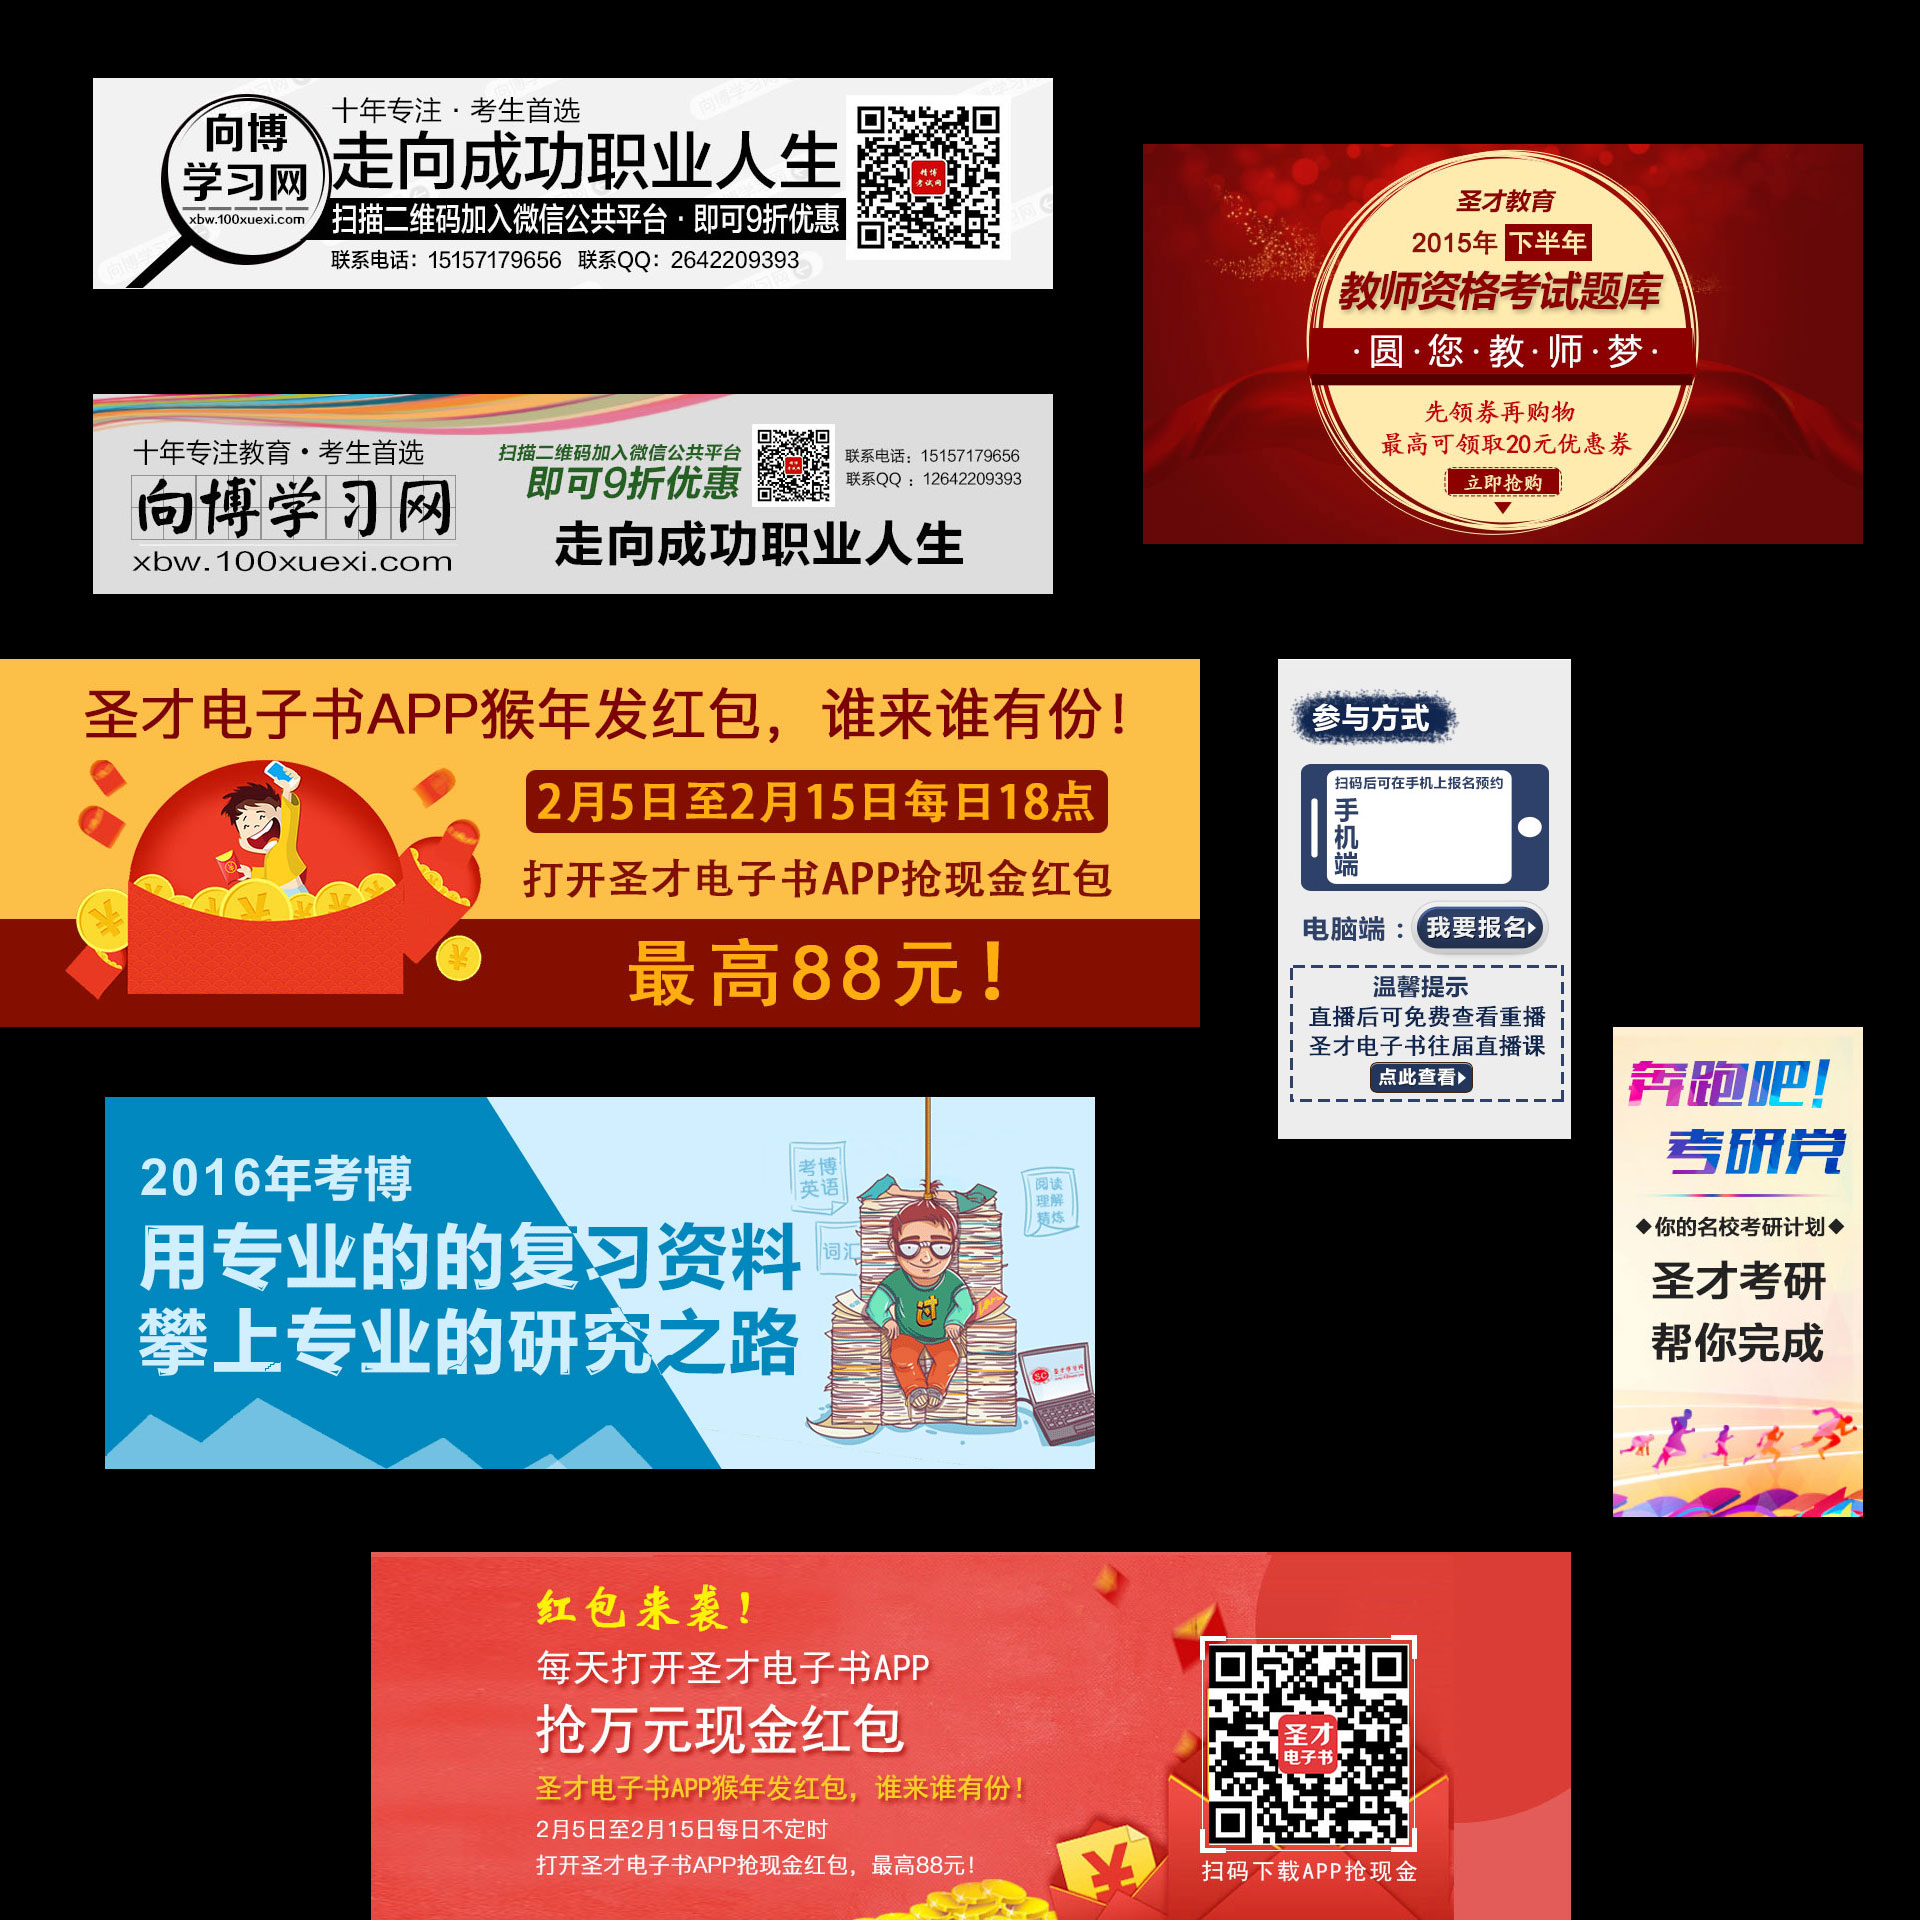 向博
学习网
xbw.100xuexi.com
十年专注·考生首选
走向成功职业人生
扫描二维码加入微信公共平台·即可9折优惠
联系电话：15157179656 联系QQ：2642209393
圣才教育
2015年 下半年
教师资格考试题库
·圆·您·教·师·梦·
先领券再购物
最高可领取20元优惠券
立即抢购
十年专注教育·考生首选
向博学习网
xbw.100xuexi.com
扫描二维码加入微信公共平台
即可9折优惠
联系电话：15157179656
联系QQ ：12642209393
走向成功职业人生
圣才电子书APP猴年发红包，谁来谁有份！
2月5日至2月15日每日18点
打开圣才电子书APP抢现金红包
最高88元！
参与方式
扫码后可在手机上报名预约
手机端
电脑端：
我要报名
温馨提示
直播后可免费查看重播
圣才电子书往届直播课
点此查看
奔跑吧！
考研党
◆你的名校考研计划◆
圣才考研
帮你完成
2016年考博
用专业的的复习资料
攀上专业的研究之路
考博
英语
词汇
阅读
理解
精炼
过
SC
红包来袭！
每天打开圣才电子书APP
抢万元现金红包
圣才电子书APP猴年发红包，谁来谁有份！
2月5日至2月15日每日不定时
打开圣才电子书APP抢现金红包，最高88元！
圣才
电子书
扫码下载APP抢现金